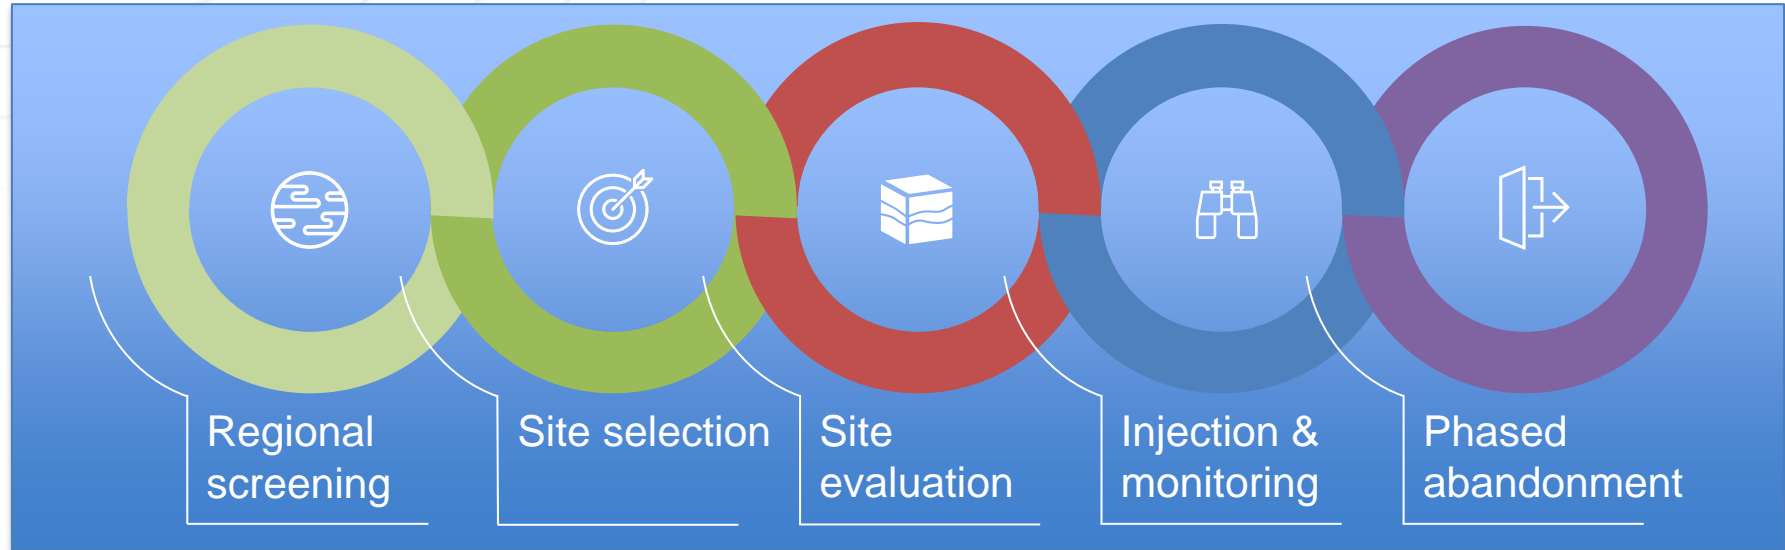 Regional
screening
Site selection
Site
evaluation
Injection &
monitoring
Phased
abandonment